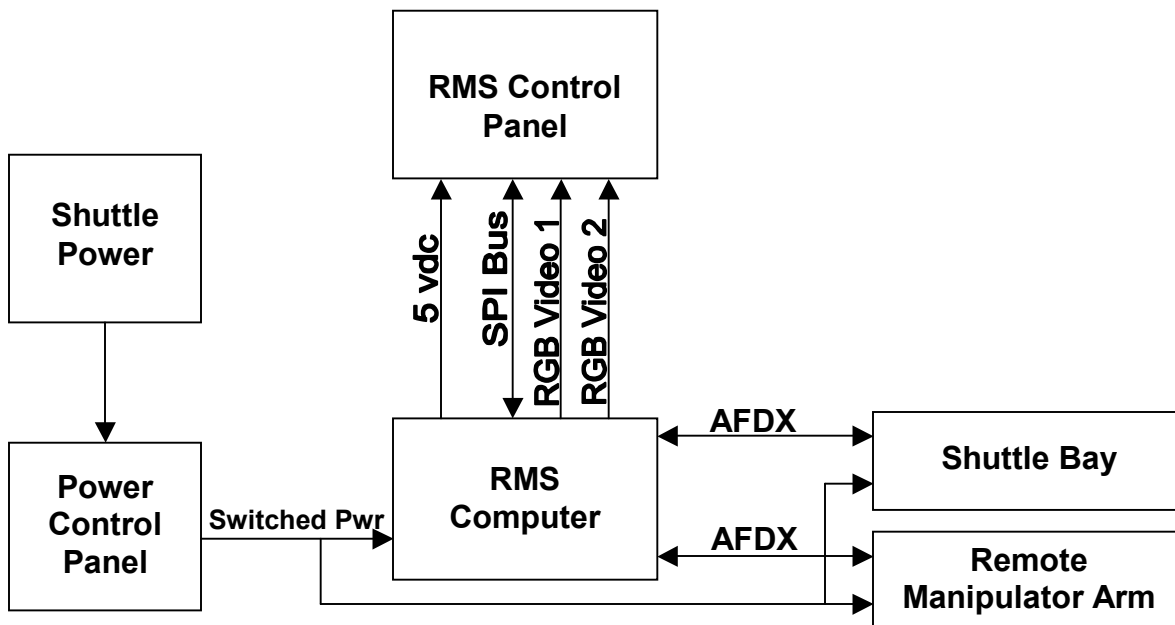 RMS Control
Panel
Shuttle
Power
5 vdc
SPI Bus
RGB Video 1
RGB Video 2
Power
Control
Panel
Switched Pwr
RMS
Computer
AFDX
AFDX
Shuttle Bay
Remote
Manipulator Arm